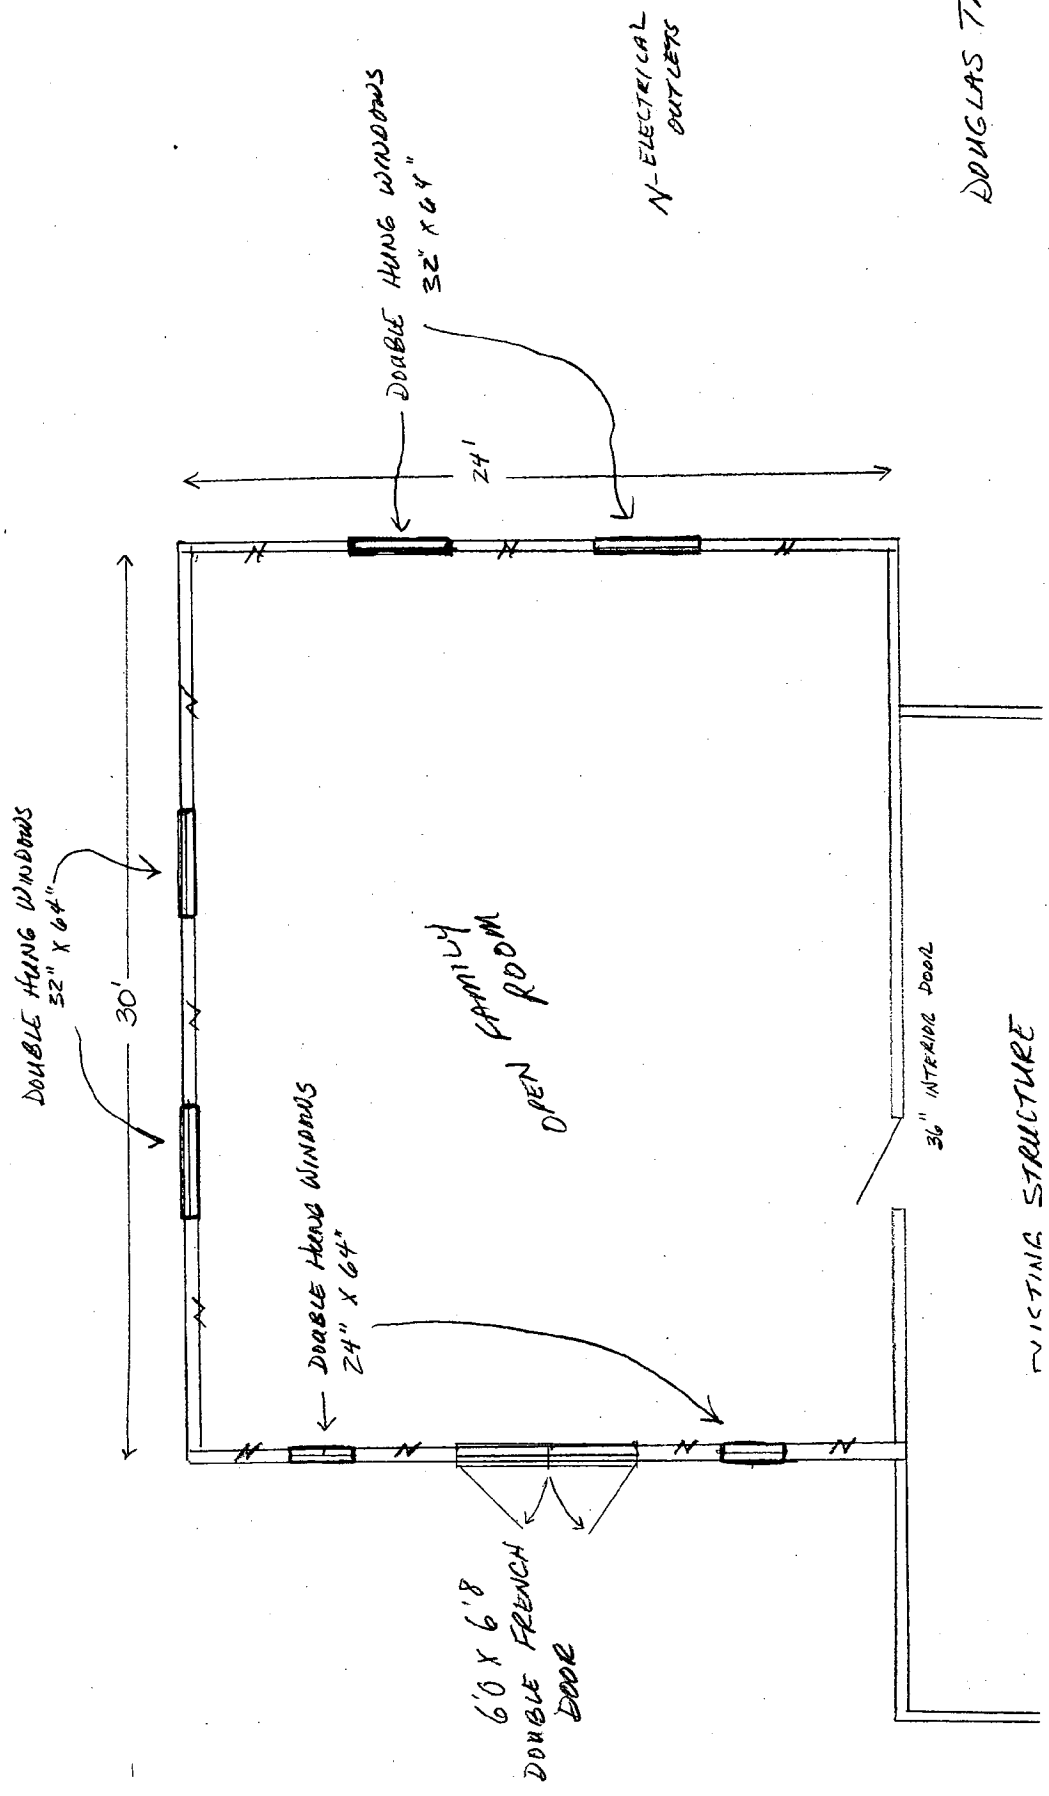 DOUBLE HUNG WINDOWS
32" X 64"
30'
DOUBLE HUNG WINDOWS
24" X 64"
6'0 X 6'8
DOUBLE FRENCH
DOOR
OPEN FAMILY
ROOM
24'
DOUBLE HUNG WINDOWS
32" X 64"
N-ELECTRICAL
OUTLETS
N
N
N
N
N
N
N
N
N
N
36" INTERIOR DOOR
STRUCTURE
DOUGLAS